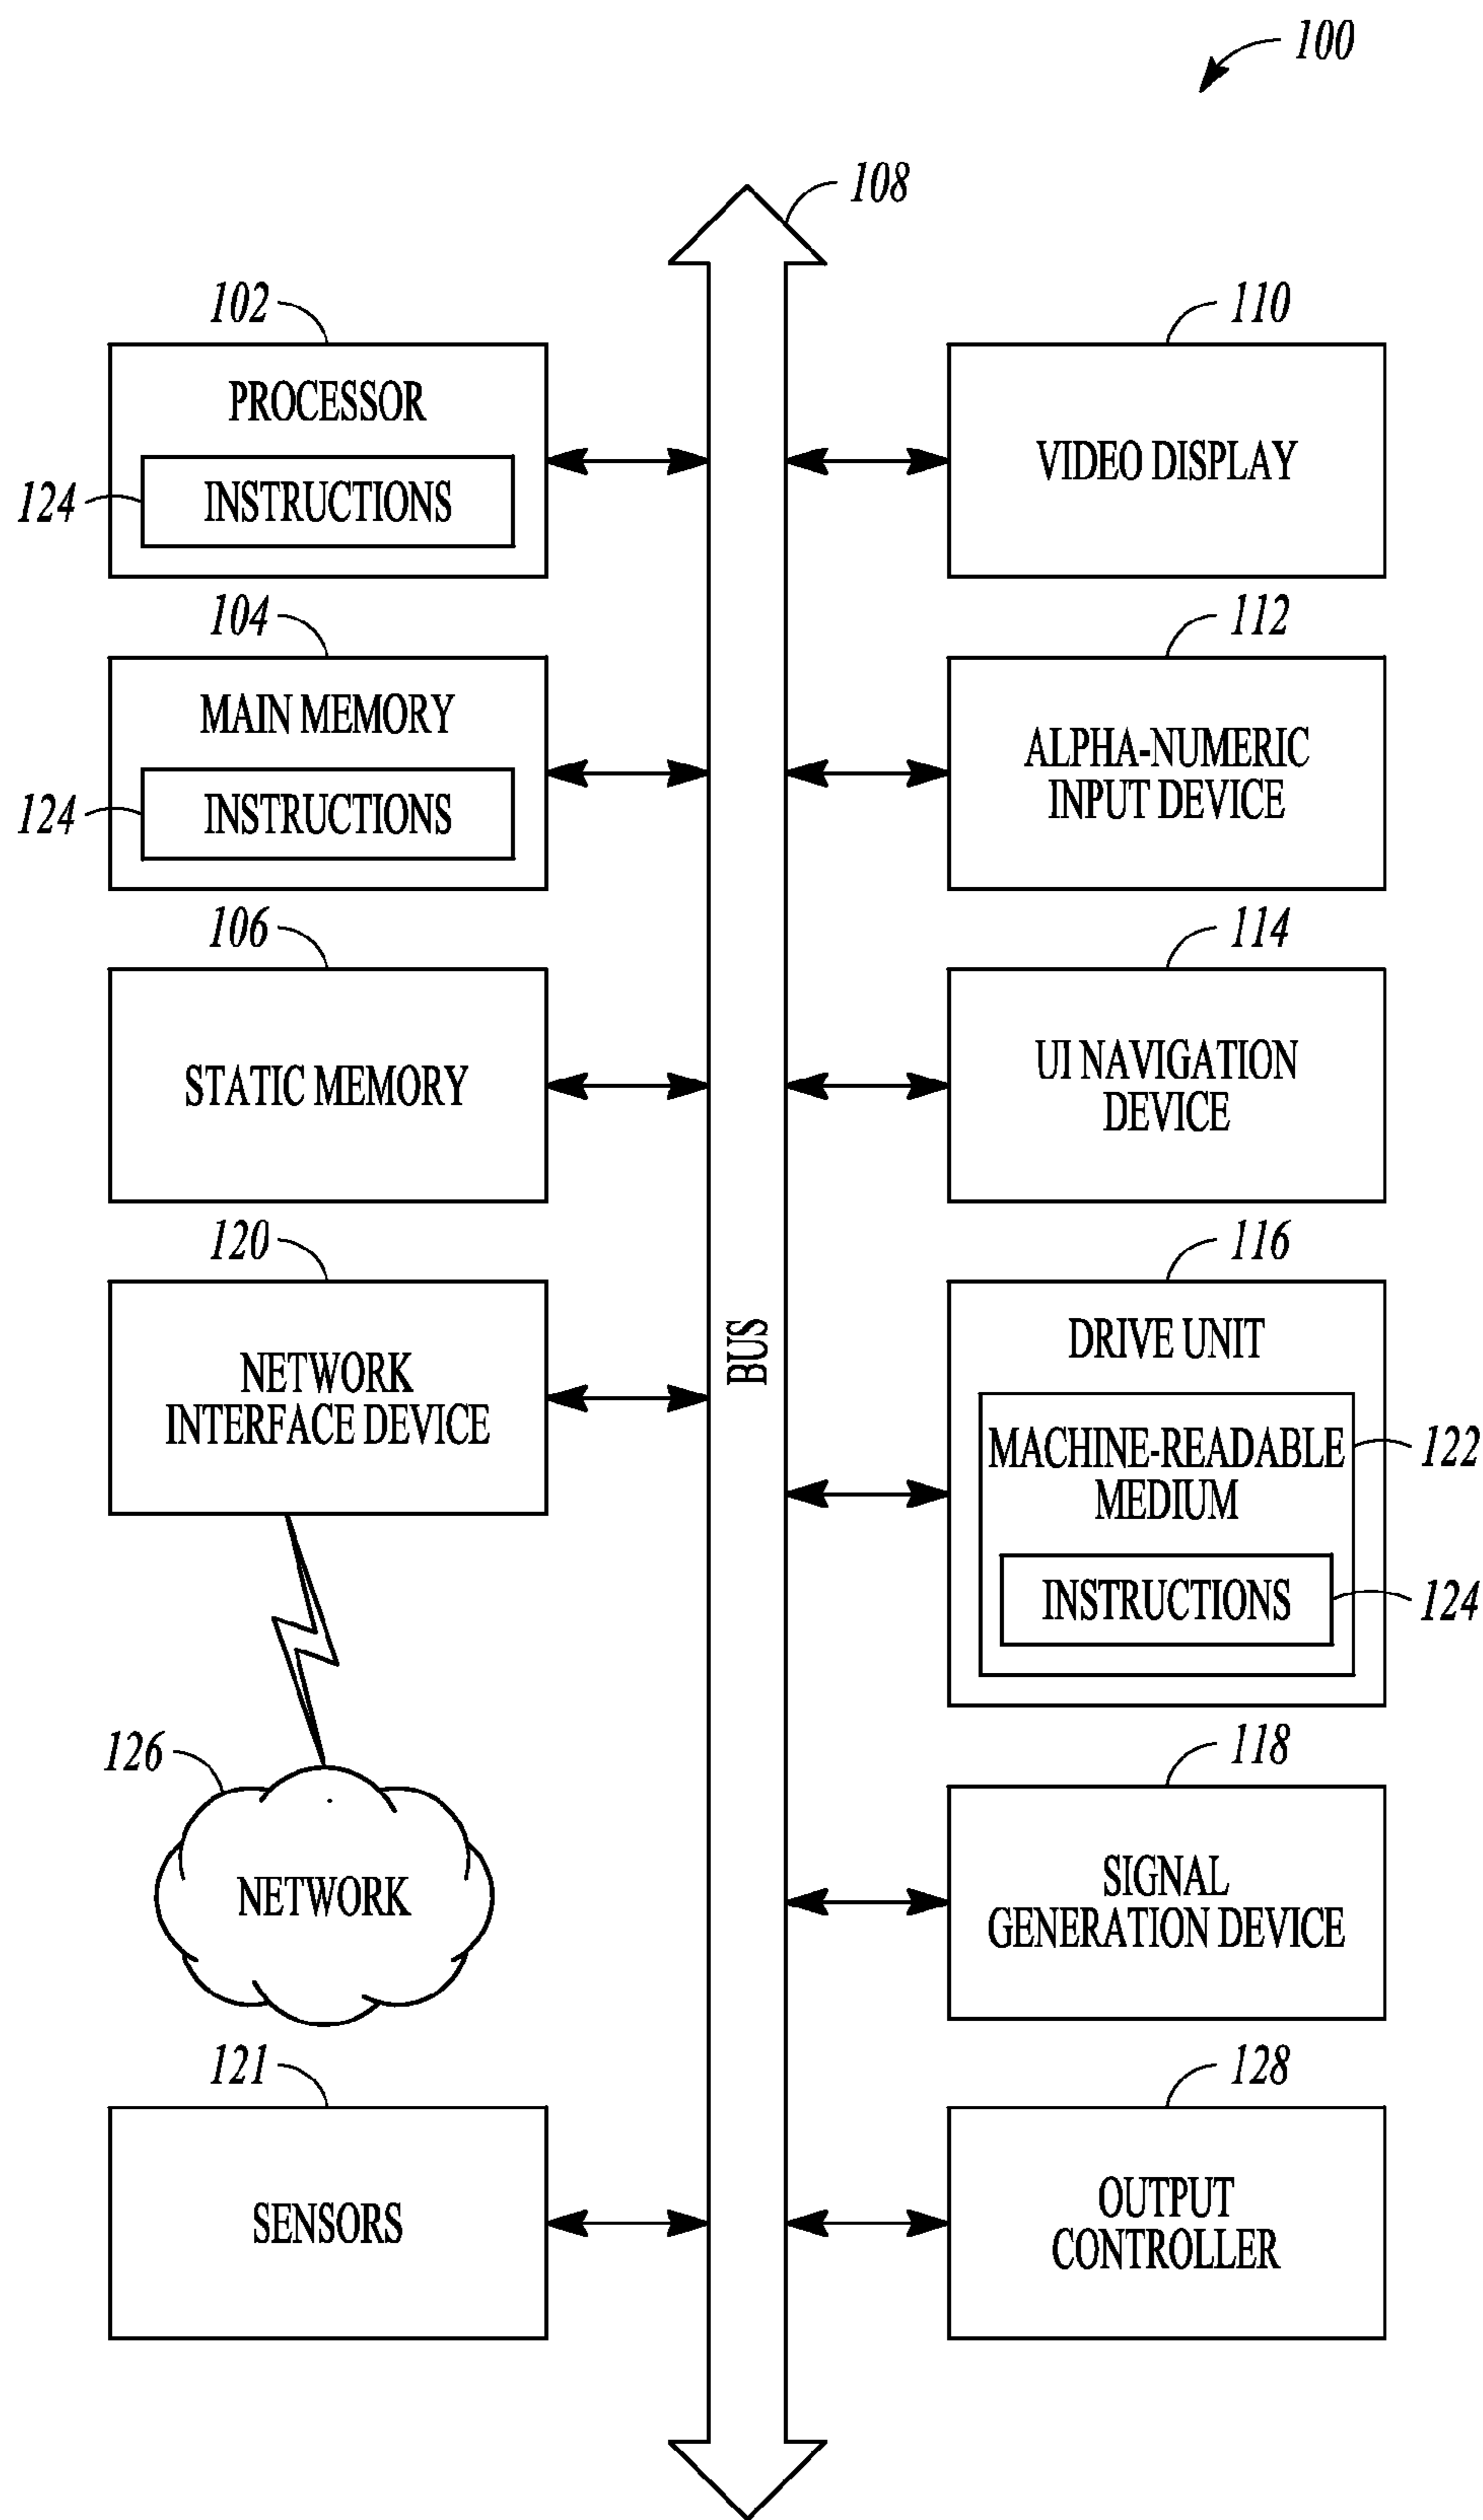 100
108
102
PROCESSOR
124
INSTRUCTIONS
104
MAIN MEMORY
124
INSTRUCTIONS
106
STATIC MEMORY
120
NETWORK
INTERFACE DEVICE
126
NETWORK
121
SENSORS
BUS
110
VIDEO DISPLAY
112
ALPHA-NUMERIC
INPUT DEVICE
114
UI NAVIGATION
DEVICE
116
DRIVE UNIT
MACHINE-READABLE
MEDIUM
122
INSTRUCTIONS
124
118
SIGNAL
GENERATION DEVICE
128
OUTPUT
CONTROLLER